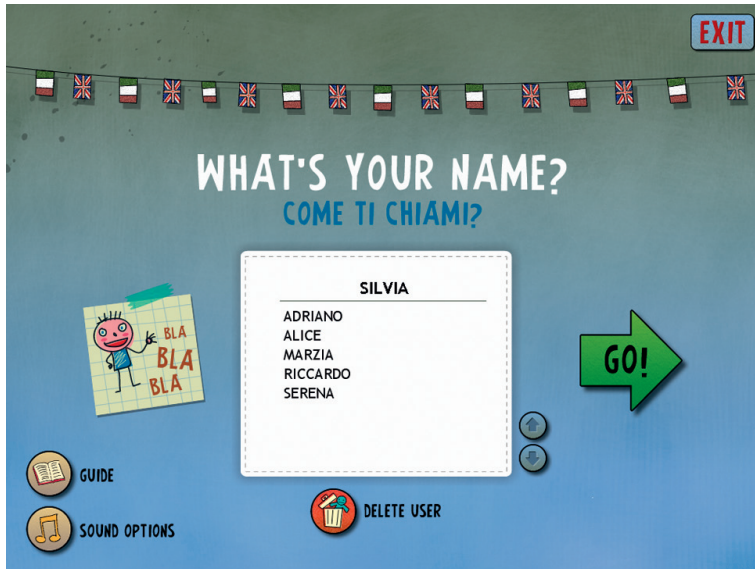 EXIT
WHAT'S YOUR NAME?
COME TI CHIAMI?
SILVIA
ADRIANO
ALICE
MARZIA
RICCARDO
SERENA
BLA
BLA
BLA
GO!
GUIDE
SOUND OPTIONS
DELETE USER